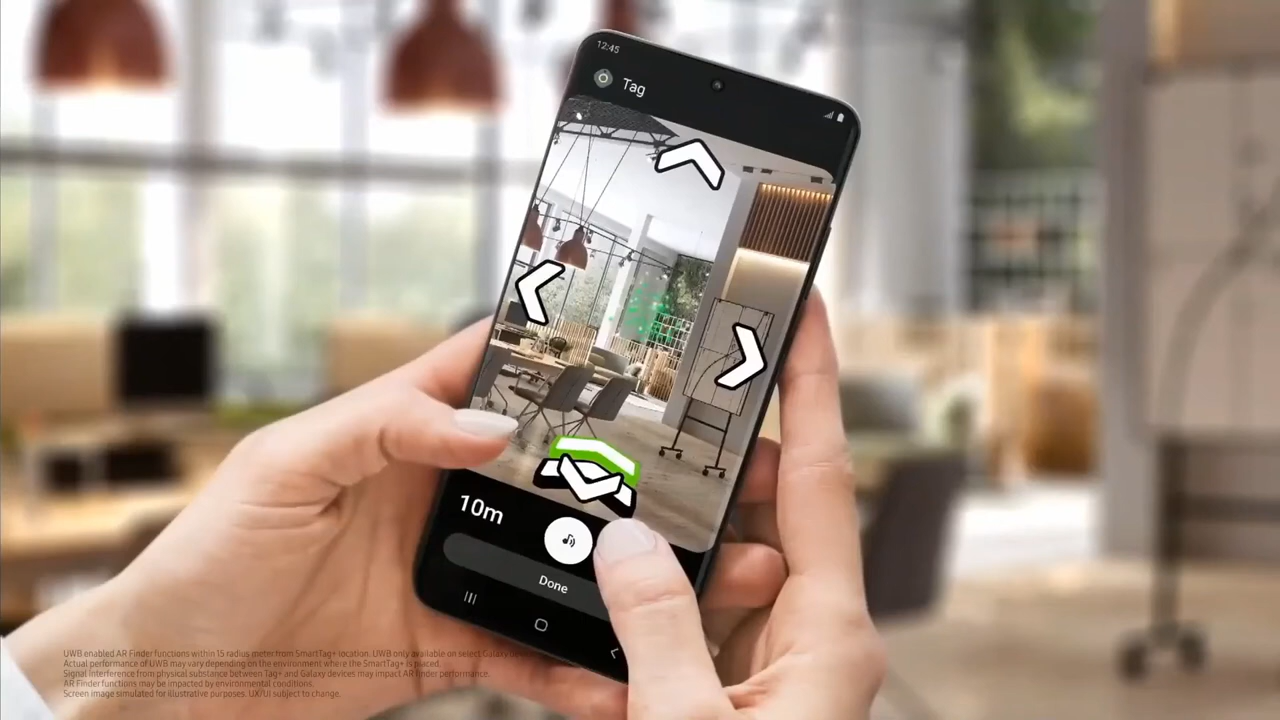 12:45
Tag
10m
Done
UWB enabled AR Finder functions within 15 radius meter from SmartTag+ location. UWB only available on select Galaxy
Actual performance of UWB may vary depending on the environment where the SmartTag+ is placed.
Signal Interference from physical substance between Tag+ and Galaxy devices may impact AR finder performance.
AR Finder functions may be impacted by environmental conditions.
Screen image simulated for illustrative purposes. UX/UI subject to change.